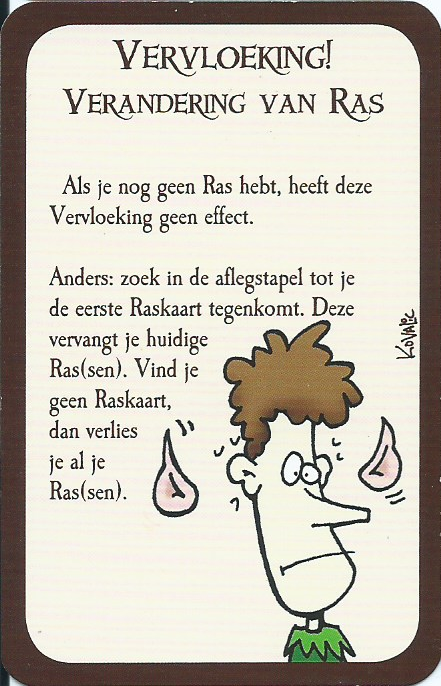 Vervloeking!
Verandering van Ras
Als je nog geen Ras hebt, heeft deze
Vervloeking geen effect.
Anders: zoek in de aflegstapel tot je
de eerste Raskaart tegenkomt. Deze
vervangt je huidige
Ras(sen). Vind je
geen Raskaart,
dan verlies
je al je
Ras(sen).
Kovalic